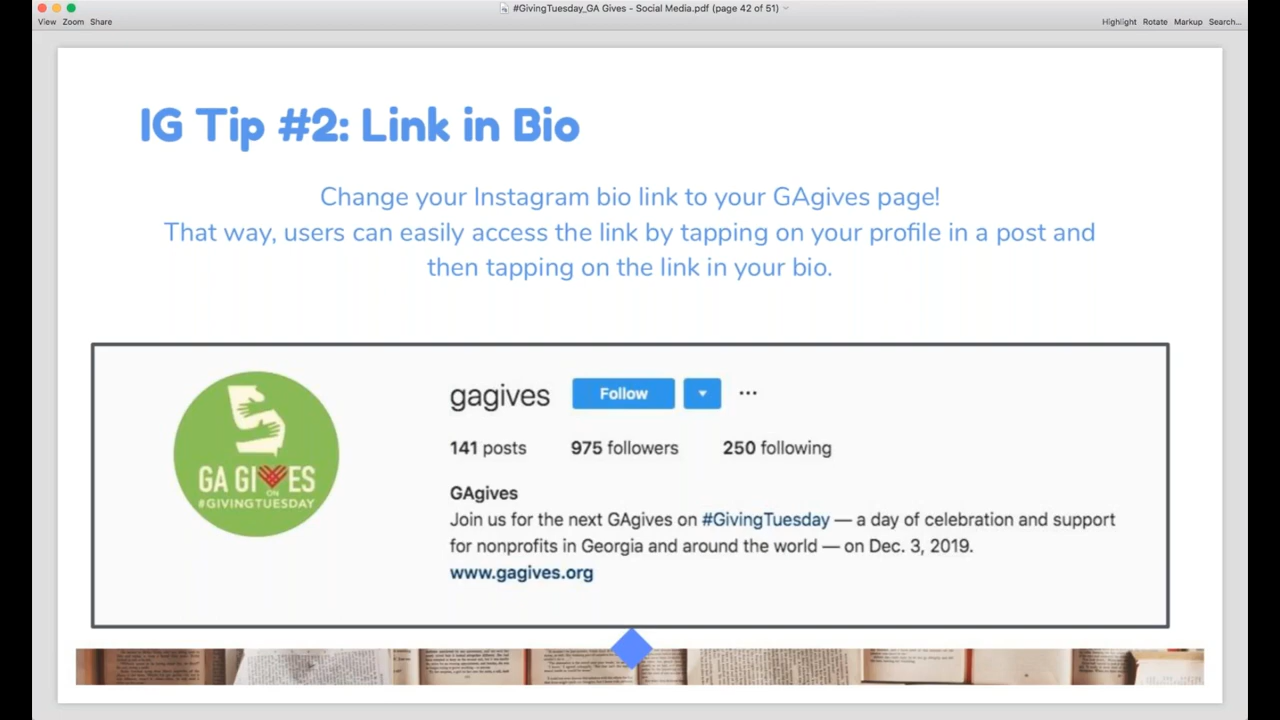 #GivingTuesday_GA Gives - Social Media.pdf (page 42 of 51)
View Zoom Share
Highlight Rotate Markup Search...
IG Tip #2: Link in Bio
Change your Instagram bio link to your GAgives page!
That way, users can easily access the link by tapping on your profile in a post and
then tapping on the link in your bio.
gagives Follow ...
141 posts 975 followers 250 following
GAgives
Join us for the next GAgives on #GivingTuesday — a day of celebration and support
for nonprofits in Georgia and around the world — on Dec. 3, 2019.
www.gagives.org
GA GIVES
ON
#GIVINGTUESDAY